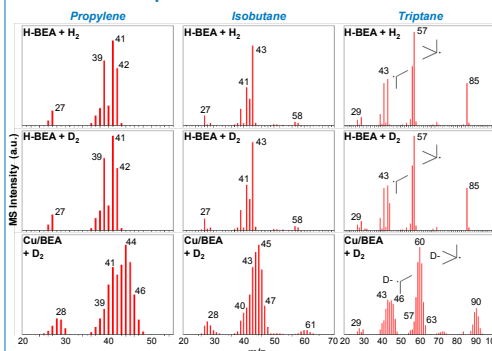 Propylene
Isobutane
Triptane
MS Intensity (a.u.)
H-BEA + H₂
27
39
41
42
H-BEA + H₂
27
41
43
58
H-BEA + H₂
29
43
57
85
H-BEA + D₂
27
39
41
42
H-BEA + D₂
27
41
43
58
H-BEA + D₂
29
43
57
85
Cu/BEA
+ D₂
28
39
41
44
46
20 30 40 50
Cu/BEA
+ D₂
28
40
43
45
47
61
20 30 40 50 60 70
Cu/BEA
+ D₂
28
43
46
57
60
63
90
D-
D-
20 30 40 50 60 70 80 90